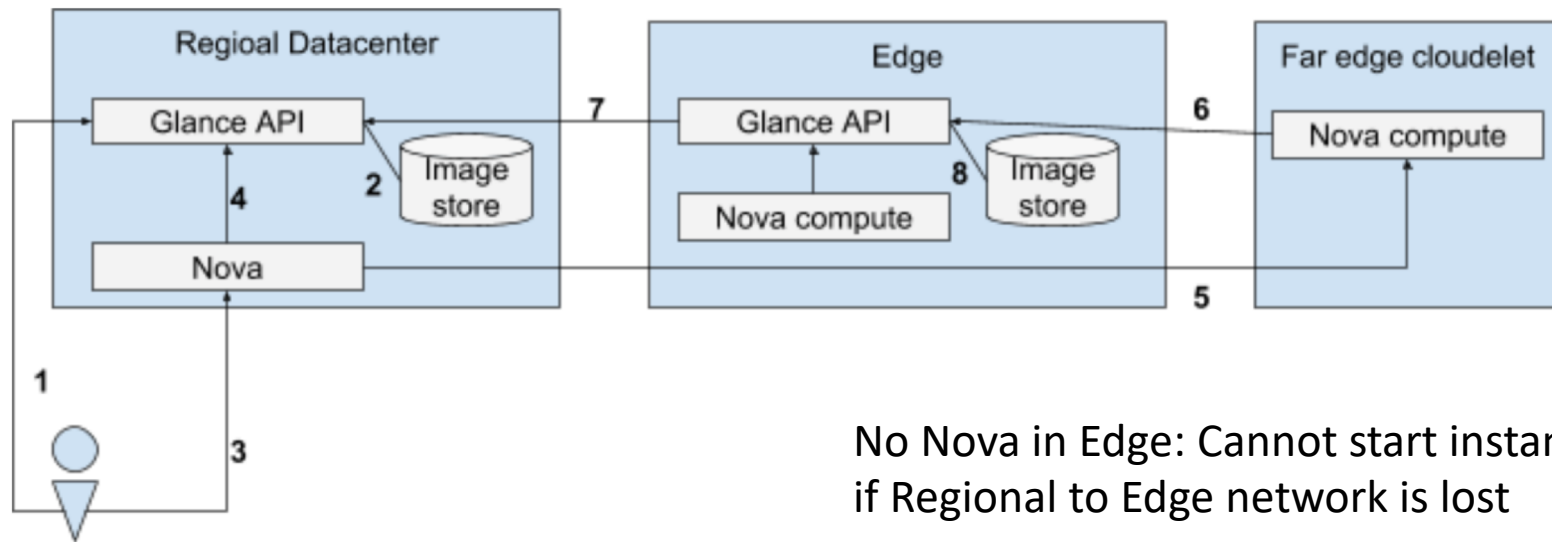 Regioal Datacenter
Glance API
2
Image
store
4
Nova
7
Edge
Glance API
8
Image
store
Nova compute
6
5
Far edge cloudelet
Nova compute
1
3
No Nova in Edge: Cannot start
if Regional to Edge network is lost